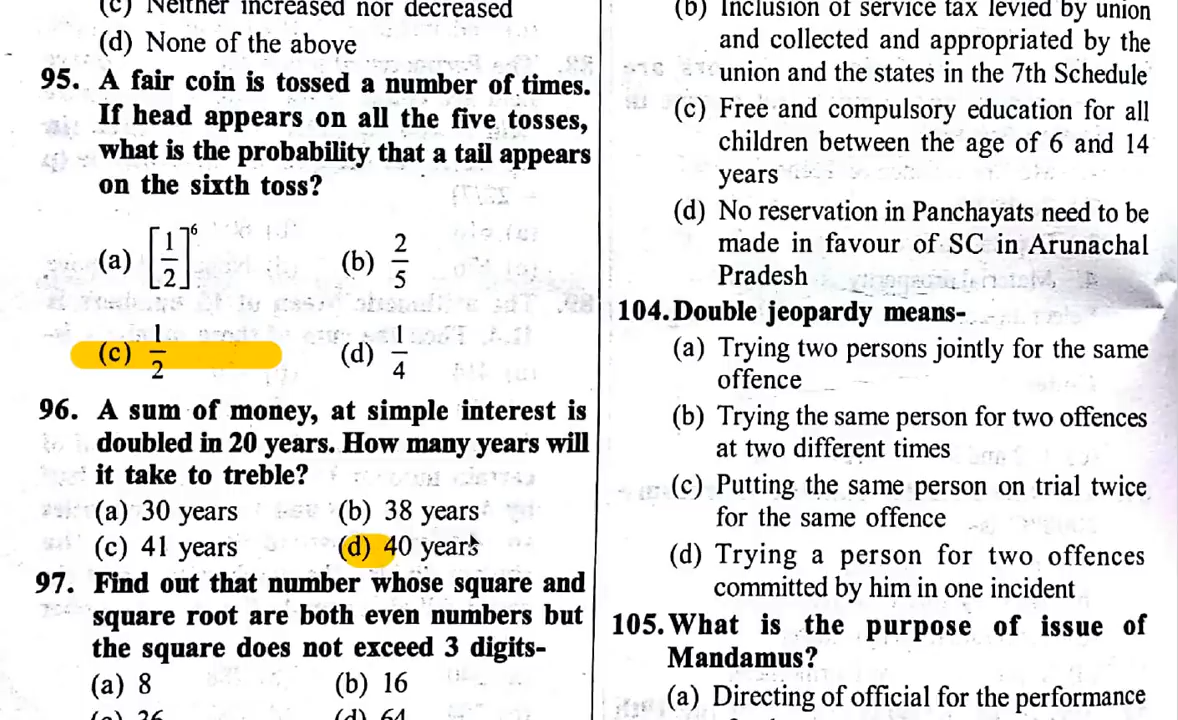 (c) Neither increased nor decreased
(d) None of the above
95. A fair coin is tossed a number of times.
If head appears on all the five tosses,
what is the probability that a tail appears
on the sixth toss?
(a) [1/2]⁶ (b) 2/5
(c) 1/2 (d) 1/4
96. A sum of money, at simple interest is
doubled in 20 years. How many years will
it take to treble?
(a) 30 years (b) 38 years
(c) 41 years (d) 40 years
97. Find out that number whose square and
square root are both even numbers but
the square does not exceed 3 digits-
(a) 8 (b) 16
(c) 36 (d) 64
(b) Inclusion of service tax levied by union
and collected and appropriated by the
union and the states in the 7th Schedule
(c) Free and compulsory education for all
children between the age of 6 and 14
years
(d) No reservation in Panchayats need to be
made in favour of SC in Arunachal
Pradesh
104. Double jeopardy means-
(a) Trying two persons jointly for the same
offence
(b) Trying the same person for two offences
at two different times
(c) Putting the same person on trial twice
for the same offence
(d) Trying a person for two offences
committed by him in one incident
105. What is the purpose of issue of
Mandamus?
(a) Directing of official for the performance